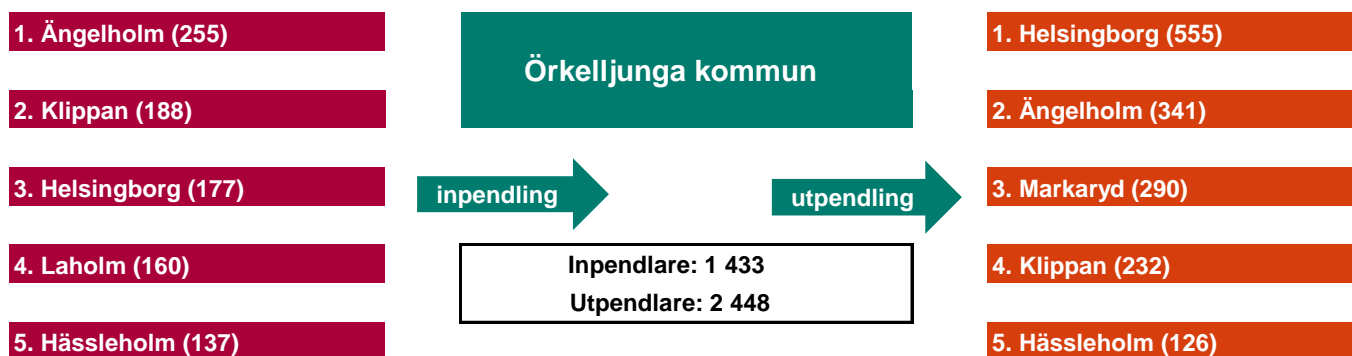 1. Ängelholm (255)
2. Klippan (188)
3. Helsingborg (177)
4. Laholm (160)
5. Hässleholm (137)
Örkelljunga kommun
inpendling
utpendling
Inpendlare: 1 433
Utpendlare: 2 448
1. Helsingborg (555)
2. Ängelholm (341)
3. Markaryd (290)
4. Klippan (232)
5. Hässleholm (126)